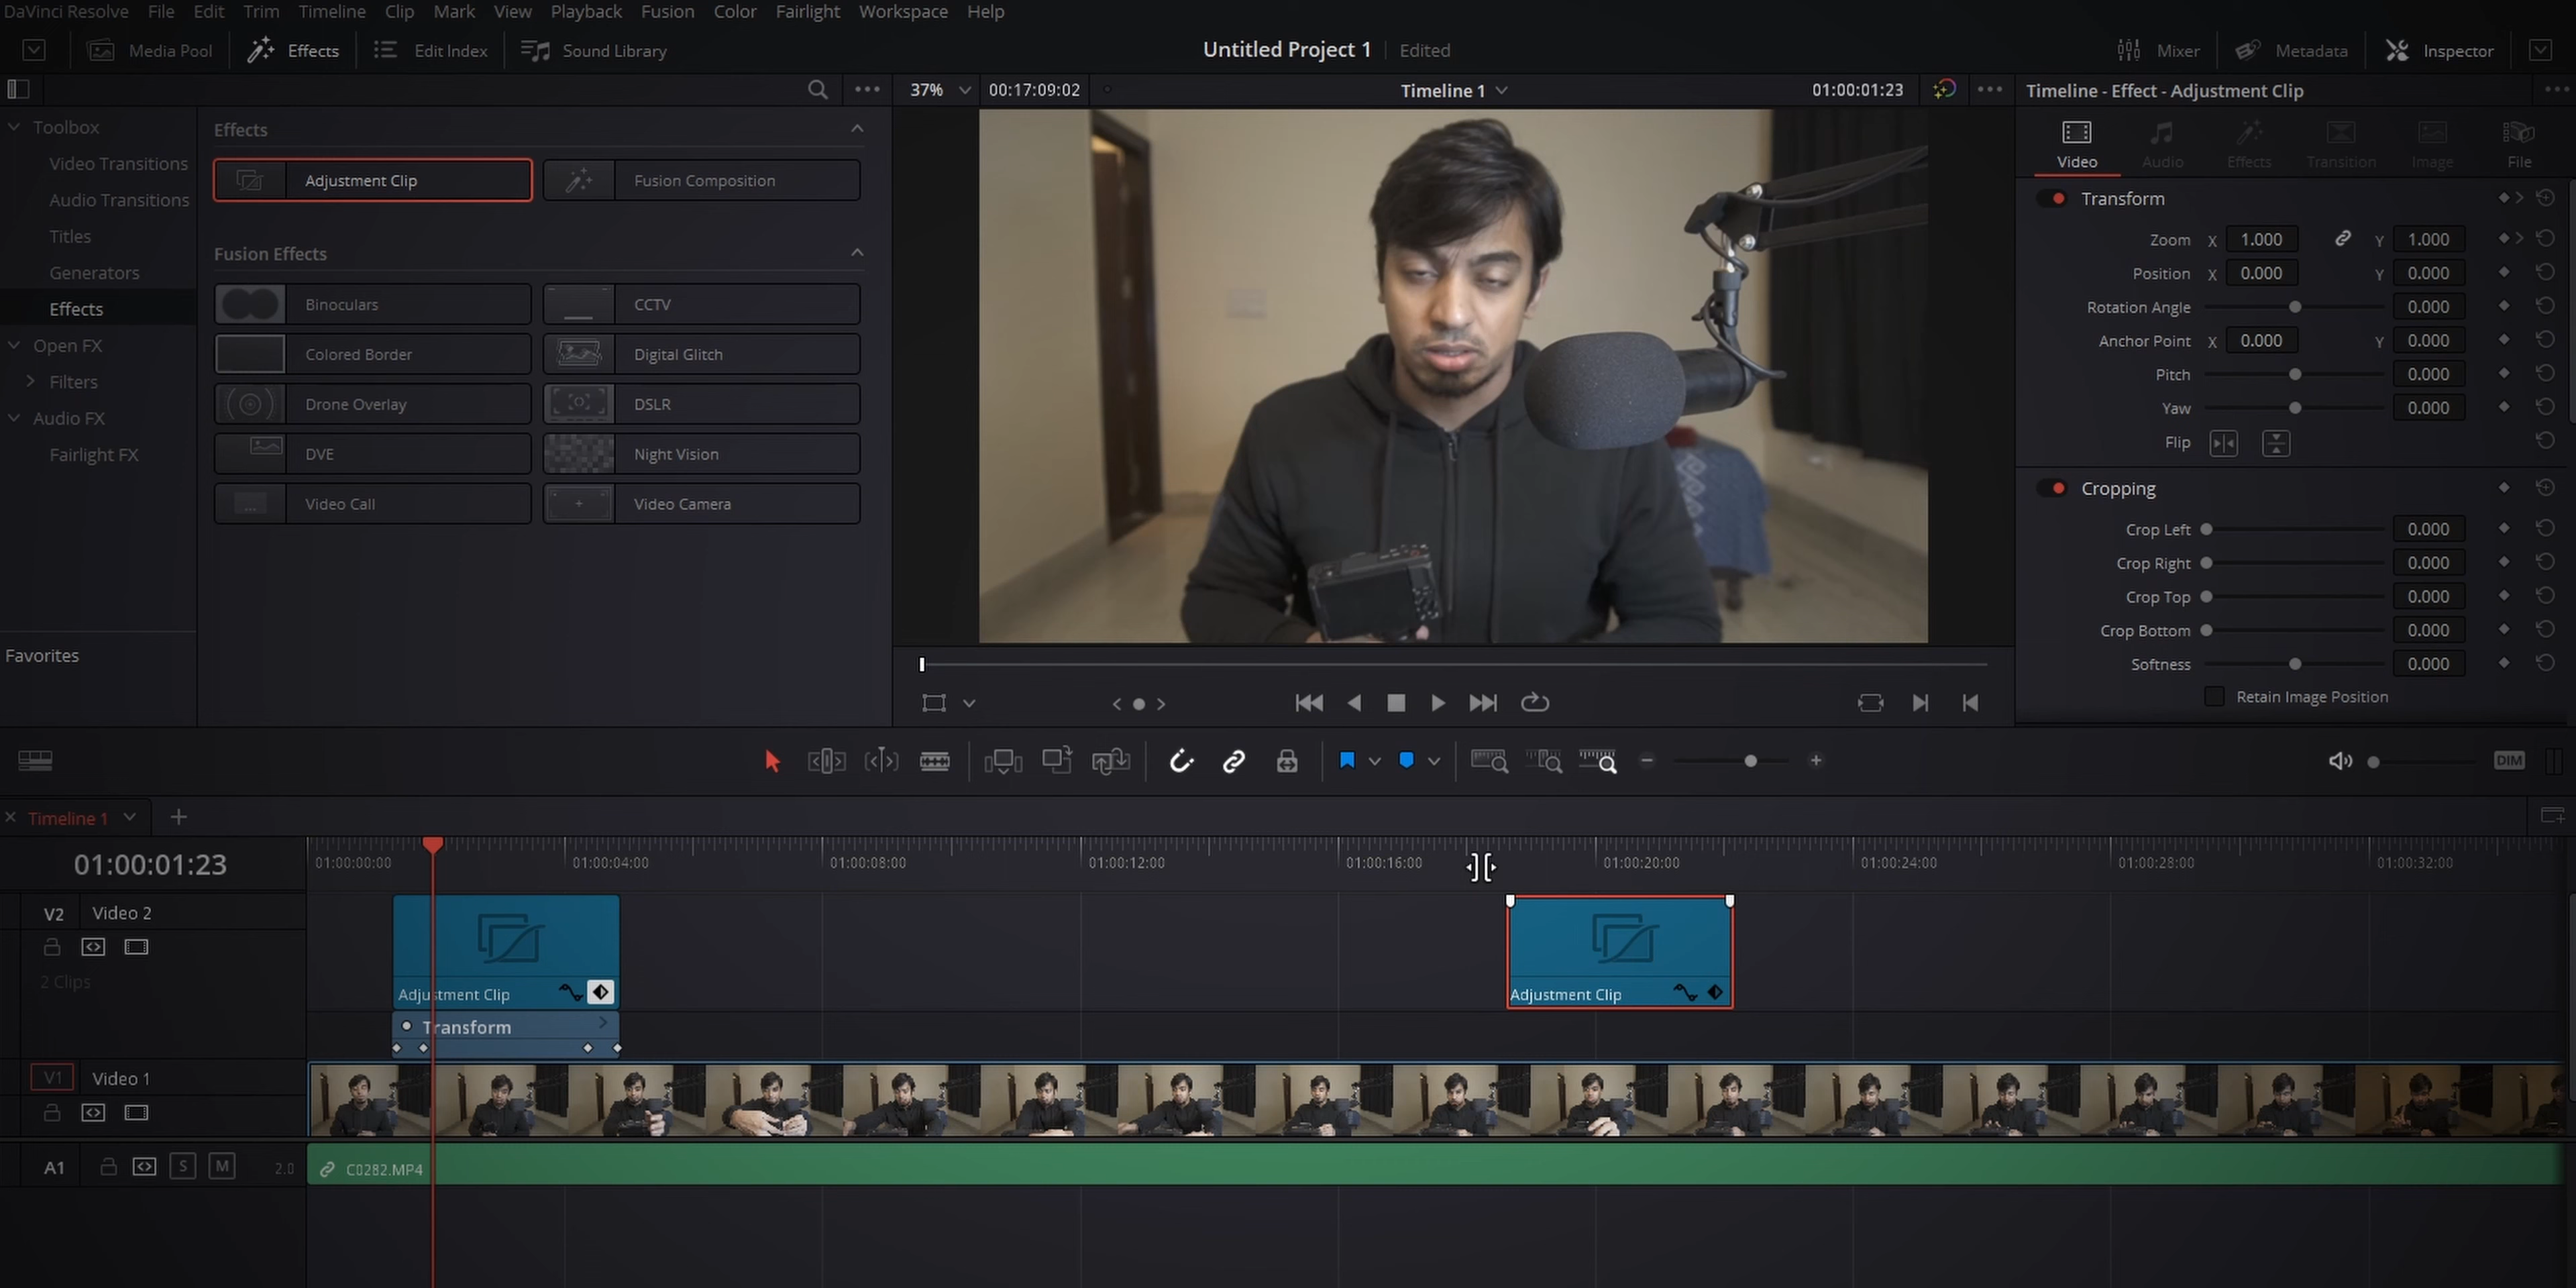 DaVinci Resolve File Edit Trim Timeline Clip Mark View Playback Fusion Color Fairlight Workspace Help
Media Pool Effects Edit Index Sound Library Untitled Project 1 Edited Mixer Metadata Inspector
37% 00:17:09:02 Timeline 1 01:00:01:23 Timeline - Effect - Adjustment Clip
Toolbox
Video Transitions
Audio Transitions
Titles
Generators
Effects
Open FX
Filters
Audio FX
Fairlight FX
Favorites
Effects
Adjustment Clip Fusion Composition
Fusion Effects
Binoculars CCTV
Colored Border Digital Glitch
Drone Overlay DSLR
DVE Night Vision
Video Call Video Camera
Video Audio Effects Transition Image File
Transform
Zoom X 1.000 Y 1.000
Position X 0.000 Y 0.000
Rotation Angle 0.000
Anchor Point X 0.000 Y 0.000
Pitch 0.000
Yaw 0.000
Flip
Cropping
Crop Left 0.000
Crop Right 0.000
Crop Top 0.000
Crop Bottom 0.000
Softness 0.000
Retain Image Position
DIM
Timeline 1
01:00:01:23 01:00:00:00 01:00:04:00 01:00:08:00 01:00:12:00 01:00:16:00 01:00:20:00 01:00:24:00 01:00:28:00 01:00:32:00
V2 Video 2
2 Clips
Adjustment Clip Adjustment Clip
Transform
V1 Video 1
A1 S M 2.0 C0282.MP4